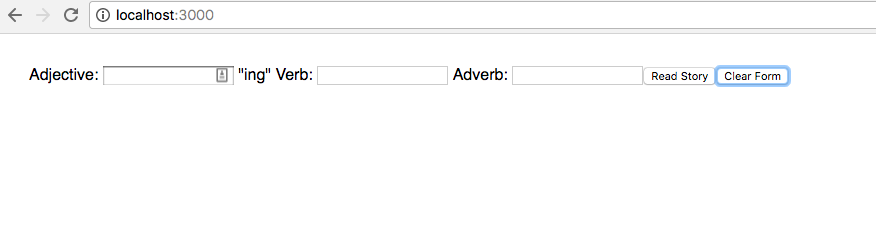 localhost:3000
Adjective: "ing" Verb: Adverb: Read Story Clear Form